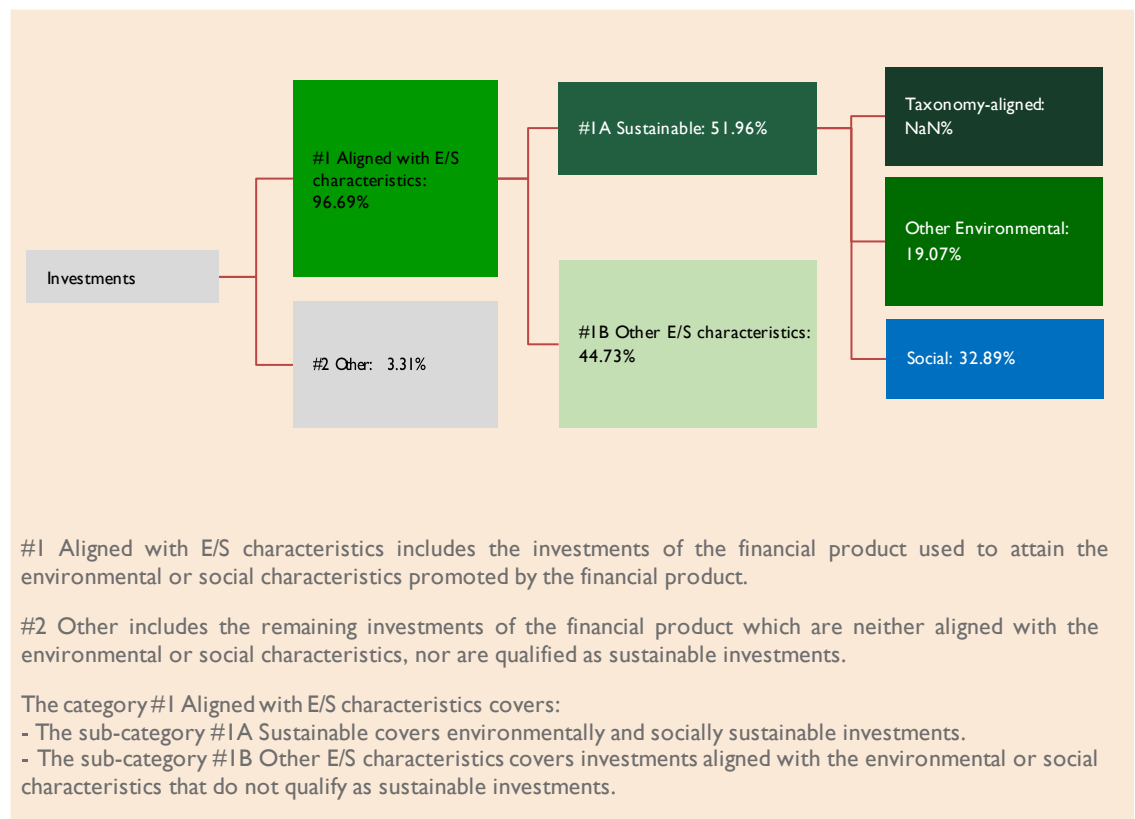 Investments
#1 Aligned with E/S
characteristics:
96.69%
#2 Other: 3.31%
#1A Sustainable: 51.96%
#1B Other E/S characteristics:
44.73%
Taxonomy-aligned:
NaN%
Other Environmental:
19.07%
Social: 32.89%
#1 Aligned with E/S characteristics includes the investments of the financial product used to attain the
environmental or social characteristics promoted by the financial product.
#2 Other includes the remaining investments of the financial product which are neither aligned with the
environmental or social characteristics, nor are qualified as sustainable investments.
The category #1 Aligned with E/S characteristics covers:
- The sub-category #1A Sustainable covers environmentally and socially sustainable investments.
- The sub-category #1B Other E/S characteristics covers investments aligned with the environmental or social
characteristics that do not qualify as sustainable investments.